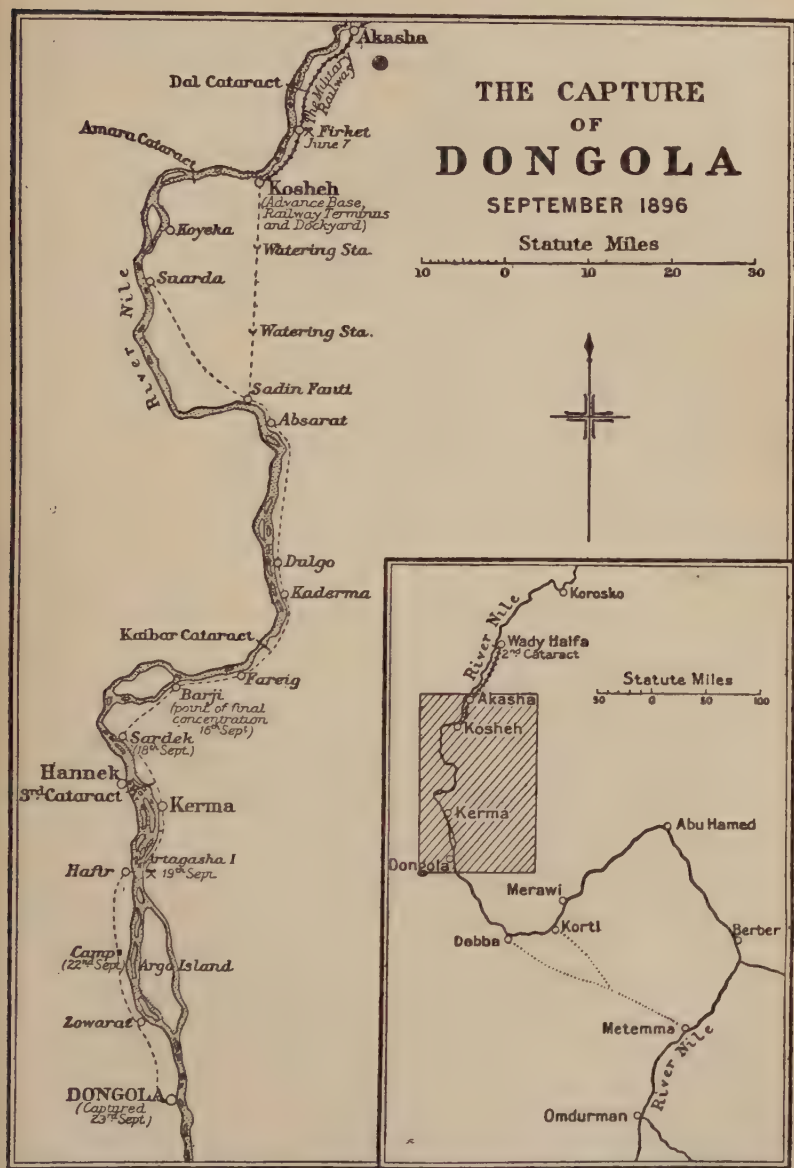 THE CAPTURE
OF
DONGOLA
SEPTEMBER 1896
Statute Miles
10 0 10 20 30
Akasha
Dal Cataract
The Military
Railway
Firket
June 7
Amara Cataract
Kosheh
(Advance Base,
Railway Terminus
and Dockyard)
Koyeka
Watering Sta.
Suarda
River Nile
Watering Sta.
Sadin Fanti
Absarat
Dulgo
Kaderma
Kaibar Cataract
Fareig
Barji
(point of final
concentration
16th Sept)
Sardek
(18th Sept.)
Hannek
3rd Cataract
Kerma
Artagasha I
19th Sept.
Hafir
Camp
(22nd Sept)
Argo Island
Zowarat
DONGOLA
(Captured
23rd Sept)
Korosko
River Nile
Wady Halfa
2nd Cataract
Statute Miles
50 0 50 100
Akasha
Kosheh
Kerma
Dongola
Abu Hamed
Merawi
Korti
Dabba
Berber
Metemma
River Nile
Omdurman